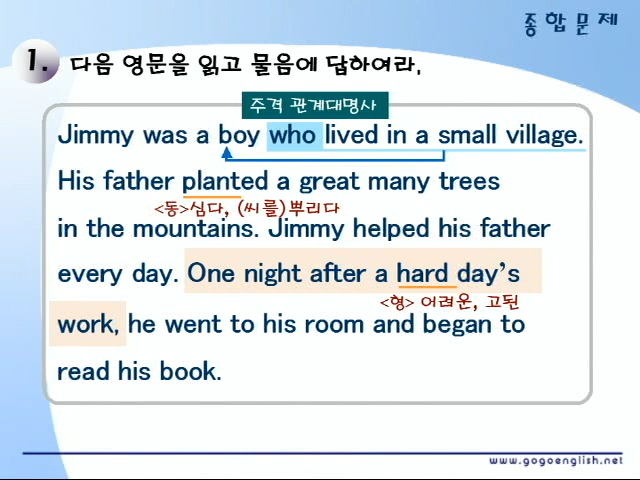 종합문제
1. 다음 영문을 읽고 물음에 답하여라.
주격 관계대명사
Jimmy was a boy who lived in a small village.
His father planted a great many trees
<동>심다, (씨를)뿌리다
in the mountains. Jimmy helped his father
every day. One night after a hard day's
<형> 어려운, 고된
work, he went to his room and began to
read his book.
www.gogoenglish.net